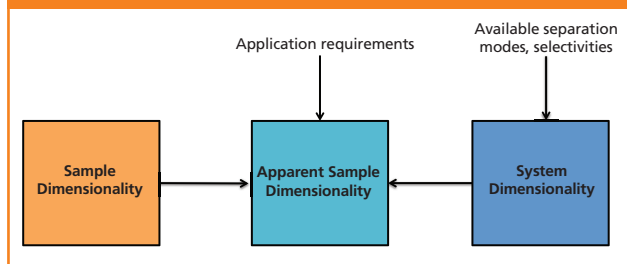 Application requirements
Available separation
modes, selectivities
Sample
Dimensionality
Apparent Sample
Dimensionality
System
Dimensionality